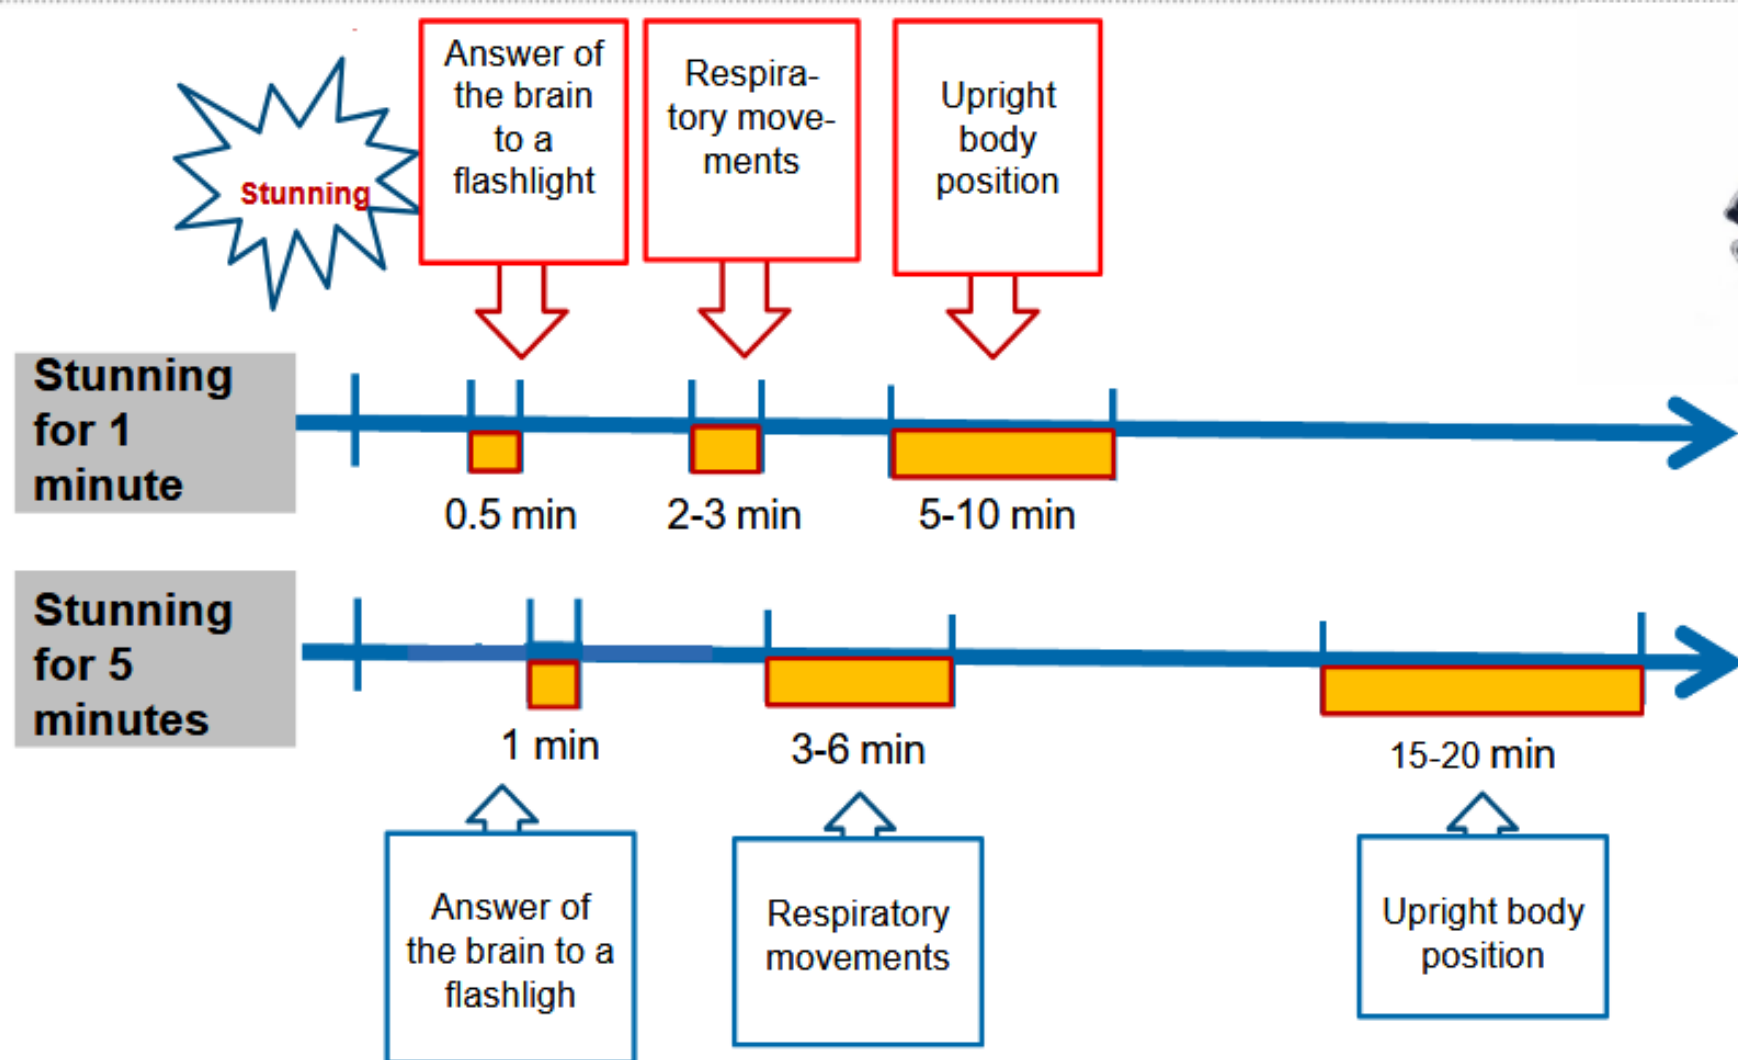 Stunning
Answer of
the brain
to a
flashlight
Respira-
tory move-
ments
Upright
body
position
Stunning
for 1
minute
0.5 min
2-3 min
5-10 min
Stunning
for 5
minutes
1 min
3-6 min
15-20 min
Answer of
the brain to a
flashligh
Respiratory
movements
Upright body
position